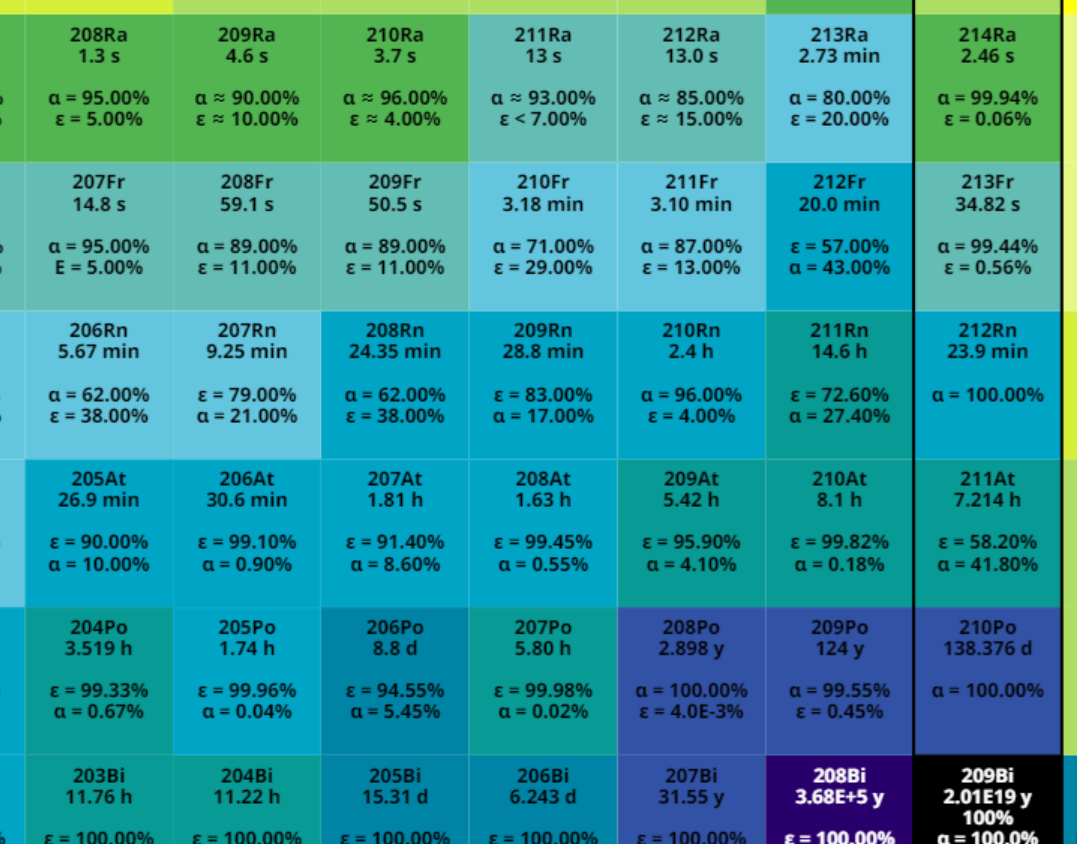 208Ra
1.3 s
α = 95.00%
ε = 5.00%
209Ra
4.6 s
α ≈ 90.00%
ε ≈ 10.00%
210Ra
3.7 s
α ≈ 96.00%
ε ≈ 4.00%
211Ra
13 s
α ≈ 93.00%
ε < 7.00%
212Ra
13.0 s
α ≈ 85.00%
ε ≈ 15.00%
213Ra
2.73 min
α = 80.00%
ε = 20.00%
214Ra
2.46 s
α = 99.94%
ε = 0.06%
207Fr
14.8 s
α = 95.00%
E = 5.00%
208Fr
59.1 s
α = 89.00%
ε = 11.00%
209Fr
50.5 s
α = 89.00%
ε = 11.00%
210Fr
3.18 min
α = 71.00%
ε = 29.00%
211Fr
3.10 min
α = 87.00%
ε = 13.00%
212Fr
20.0 min
ε = 57.00%
α = 43.00%
213Fr
34.82 s
α = 99.44%
ε = 0.56%
206Rn
5.67 min
α = 62.00%
ε = 38.00%
207Rn
9.25 min
ε = 79.00%
α = 21.00%
208Rn
24.35 min
α = 62.00%
ε = 38.00%
209Rn
28.8 min
ε = 83.00%
α = 17.00%
210Rn
2.4 h
α = 96.00%
ε = 4.00%
211Rn
14.6 h
ε = 72.60%
α = 27.40%
212Rn
23.9 min
α = 100.00%
205At
26.9 min
ε = 90.00%
α = 10.00%
206At
30.6 min
ε = 99.10%
α = 0.90%
207At
1.81 h
ε = 91.40%
α = 8.60%
208At
1.63 h
ε = 99.45%
α = 0.55%
209At
5.42 h
ε = 95.90%
α = 4.10%
210At
8.1 h
ε = 99.82%
α = 0.18%
211At
7.214 h
ε = 58.20%
α = 41.80%
204Po
3.519 h
ε = 99.33%
α = 0.67%
205Po
1.74 h
ε = 99.96%
α = 0.04%
206Po
8.8 d
ε = 94.55%
α = 5.45%
207Po
5.80 h
ε = 99.98%
α = 0.02%
208Po
2.898 y
α = 100.00%
ε = 4.0E-3%
209Po
124 y
α = 99.55%
ε = 0.45%
210Po
138.376 d
α = 100.00%
203Bi
11.76 h
ε = 100.00%
204Bi
11.22 h
ε = 100.00%
205Bi
15.31 d
ε = 100.00%
206Bi
6.243 d
ε = 100.00%
207Bi
31.55 y
ε = 100.00%
208Bi
3.68E+5 y
ε = 100.00%
209Bi
2.01E19 y
100%
α = 100.0%